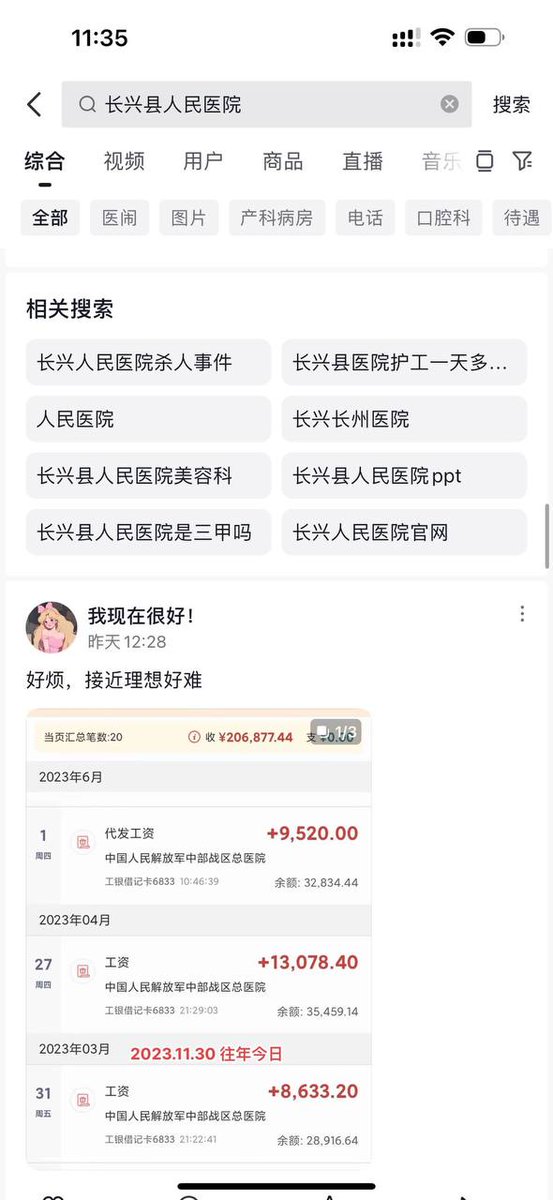 11:35
长兴县人民医院
搜索
综合 视频 用户 商品 直播 音乐
全部 医闹 图片 产科病房 电话 口腔科 待遇
相关搜索
长兴人民医院杀人事件 长兴县医院护工一天多...
人民医院 长兴长州医院
长兴县人民医院美容科 长兴县人民医院ppt
长兴县人民医院是三甲吗 长兴人民医院官网
我现在很好！
昨天12:28
好烦，接近理想好难
当页汇总笔数:20 收 ¥206,877.44 支 ¥0.00
1/3
2023年6月
1 代发工资 +9,520.00
周四 中国人民解放军中部战区总医院
工银借记卡6833 10:46:39 余额: 32,834.44
2023年04月
27 工资 +13,078.40
周四 中国人民解放军中部战区总医院
工银借记卡6833 21:29:03 余额: 35,459.14
2023年03月 2023.11.30 往年今日
31 工资 +8,633.20
周五 中国人民解放军中部战区总医院
工银借记卡6833 21:22:41 余额: 28,916.64